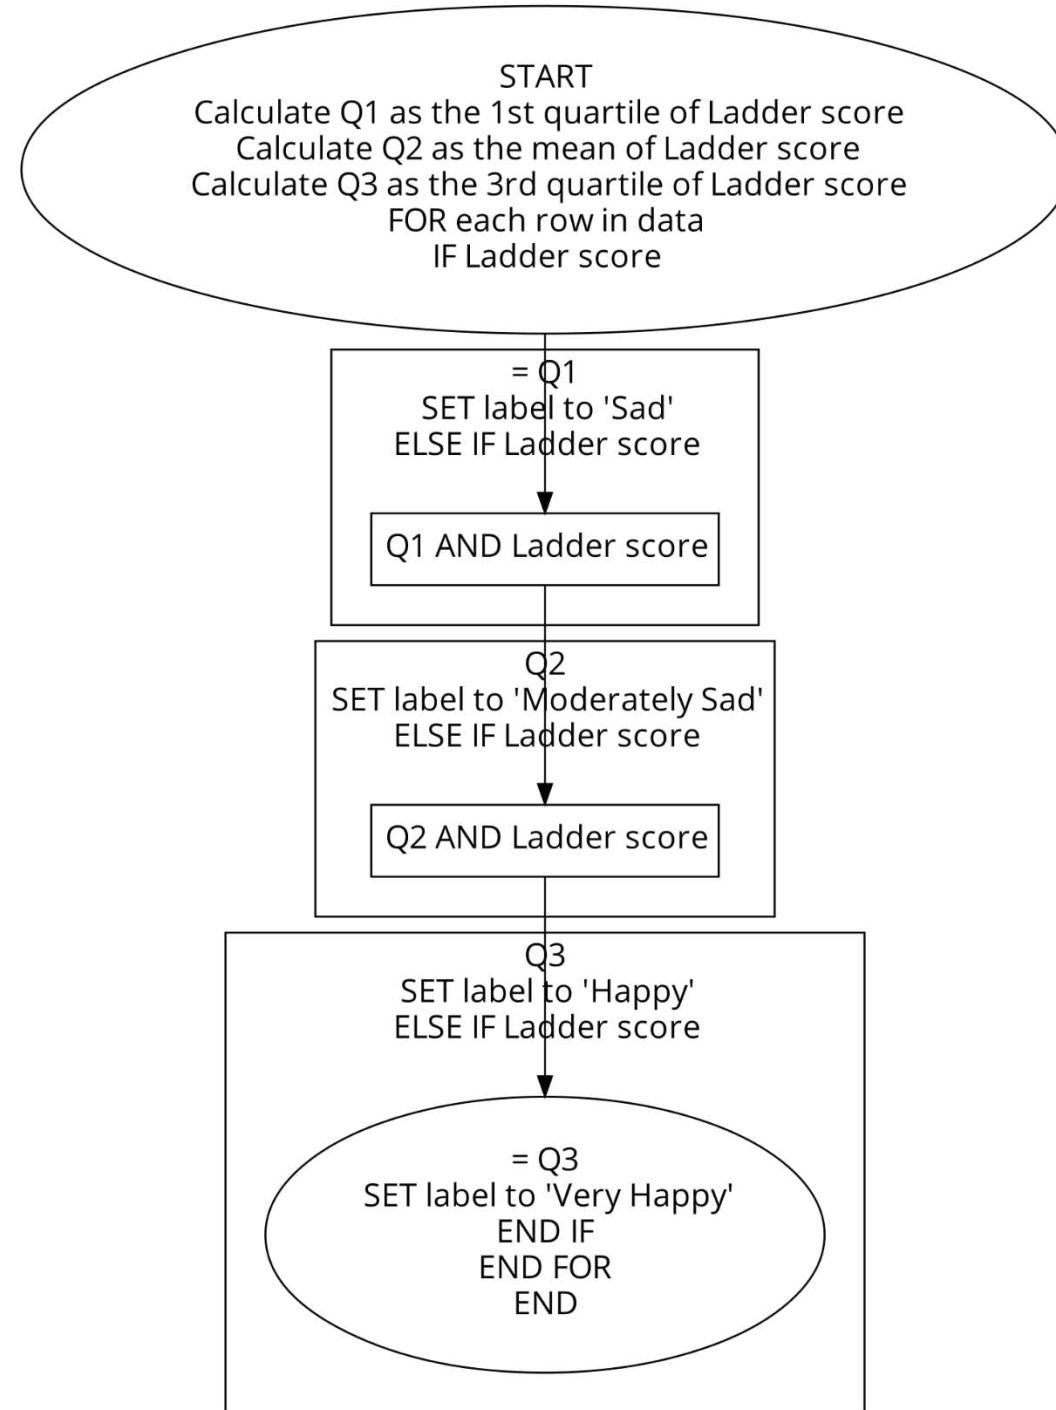 START
Calculate Q1 as the 1st quartile of Ladder score
Calculate Q2 as the mean of Ladder score
Calculate Q3 as the 3rd quartile of Ladder score
FOR each row in data
IF Ladder score
= Q1
SET label to 'Sad'
ELSE IF Ladder score
Q1 AND Ladder score
Q2
SET label to 'Moderately Sad'
ELSE IF Ladder score
Q2 AND Ladder score
Q3
SET label to 'Happy'
ELSE IF Ladder score
= Q3
SET label to 'Very Happy'
END IF
END FOR
END